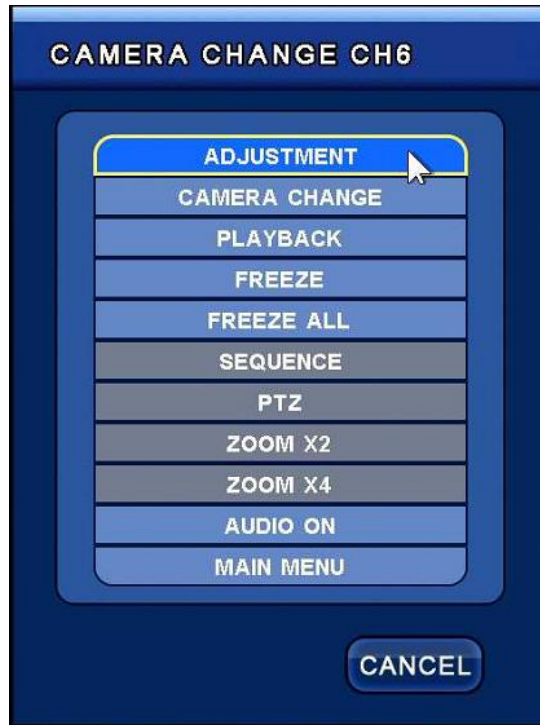 CAMERA CHANGE CH6
ADJUSTMENT
CAMERA CHANGE
PLAYBACK
FREEZE
FREEZE ALL
SEQUENCE
PTZ
ZOOM X2
ZOOM X4
AUDIO ON
MAIN MENU
CANCEL